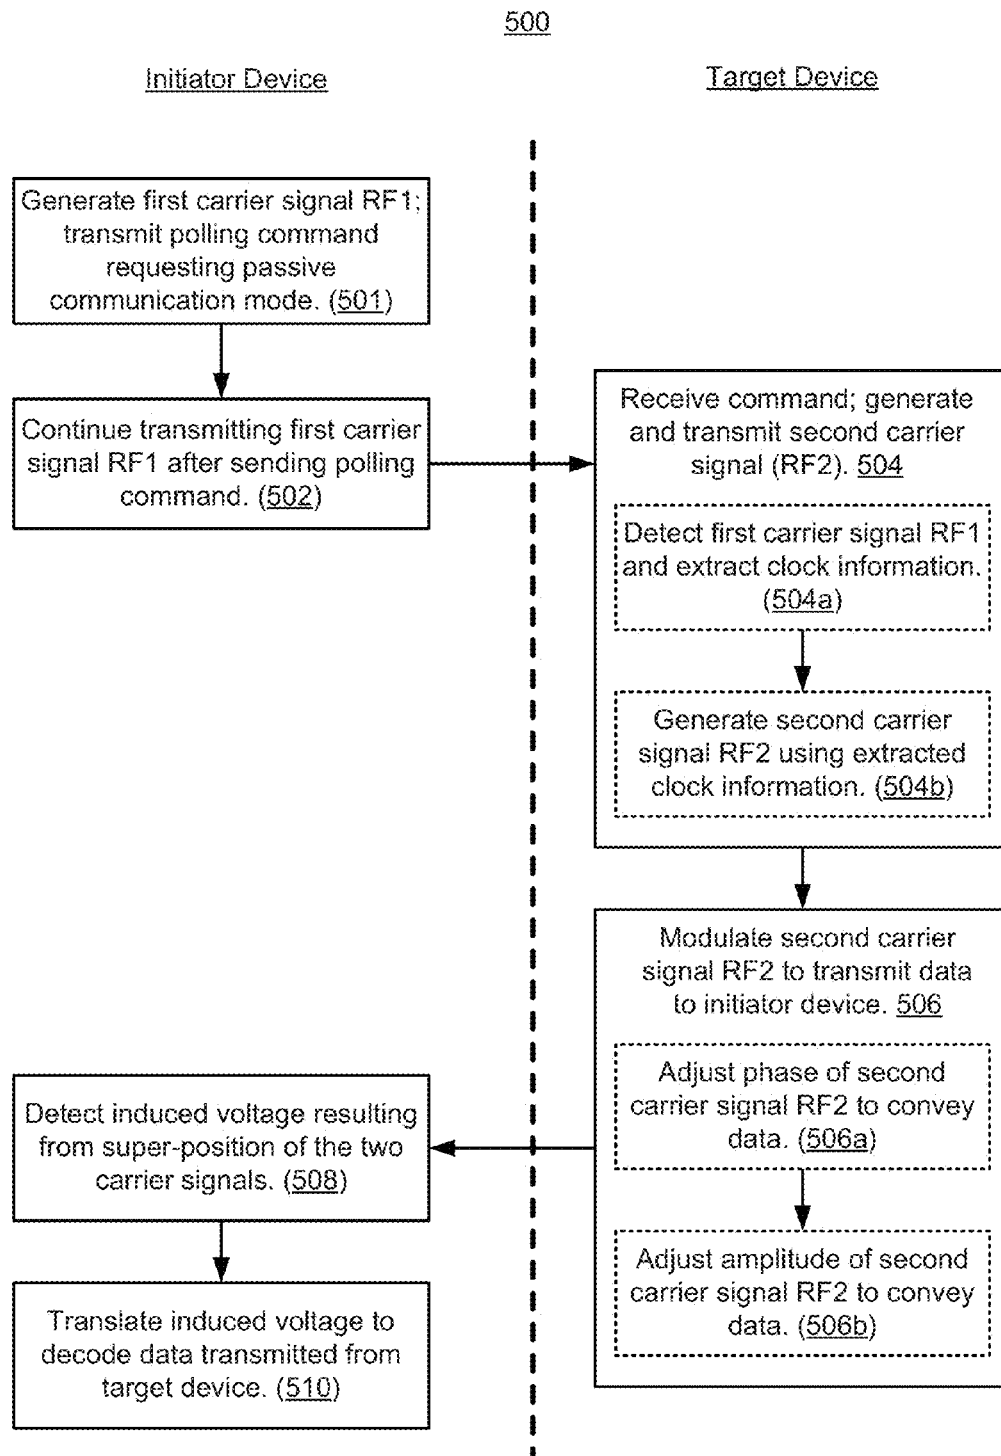 500
Initiator Device
Target Device
Generate first carrier signal RF1;
transmit polling command
requesting passive
communication mode. (501)
Continue transmitting first carrier
signal RF1 after sending polling
command. (502)
Receive command; generate
and transmit second carrier
signal (RF2). 504
Detect first carrier signal RF1
and extract clock information.
(504a)
Generate second carrier
signal RF2 using extracted
clock information. (504b)
Modulate second carrier
signal RF2 to transmit data
to initiator device. 506
Adjust phase of second
carrier signal RF2 to convey
data. (506a)
Adjust amplitude of second
carrier signal RF2 to convey
data. (506b)
Detect induced voltage resulting
from super-position of the two
carrier signals. (508)
Translate induced voltage to
decode data transmitted from
target device. (510)